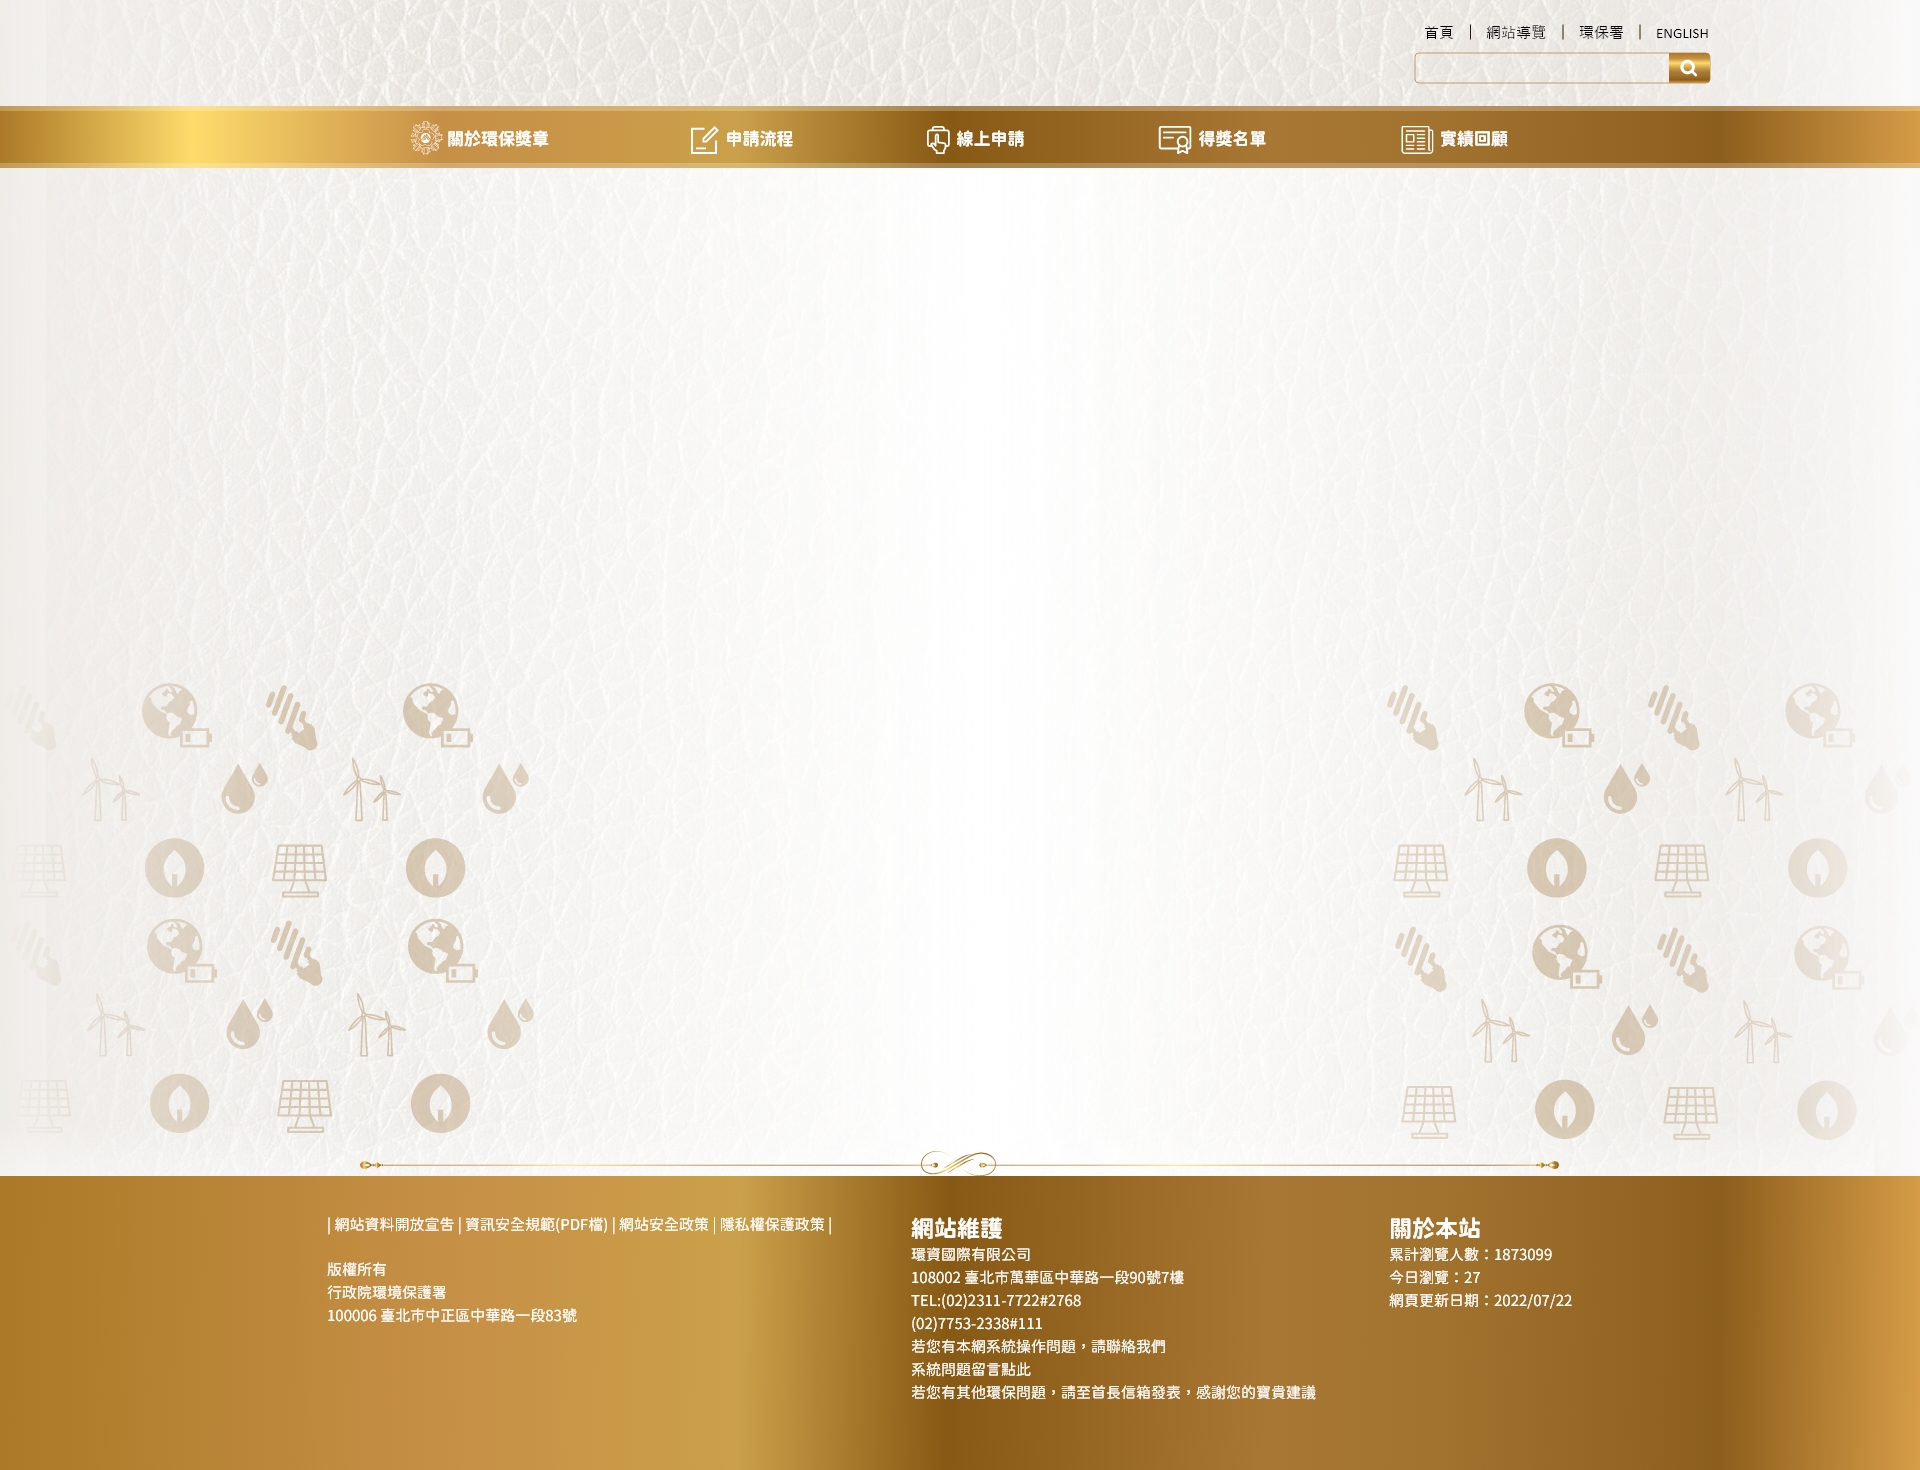 首頁 | 網站導覽 | 環保署 | ENGLISH
關於環保獎章 申請流程 線上申請 得獎名單 實績回顧
| 網站資料開放宣告 | 資訊安全規範(PDF檔) | 網站安全政策 | 隱私權保護政策 |
版權所有
行政院環境保護署
100006 臺北市中正區中華路一段83號
網站維護
環資國際有限公司
108002 臺北市萬華區中華路一段90號7樓
TEL:(02)2311-7722#2768
(02)7753-2338#111
若您有本網系統操作問題，請聯絡我們
系統問題留言點此
若您有其他環保問題，請至首長信箱發表，感謝您的寶貴建議
關於本站
累計瀏覽人數：1873099
今日瀏覽：27
網頁更新日期：2022/07/22